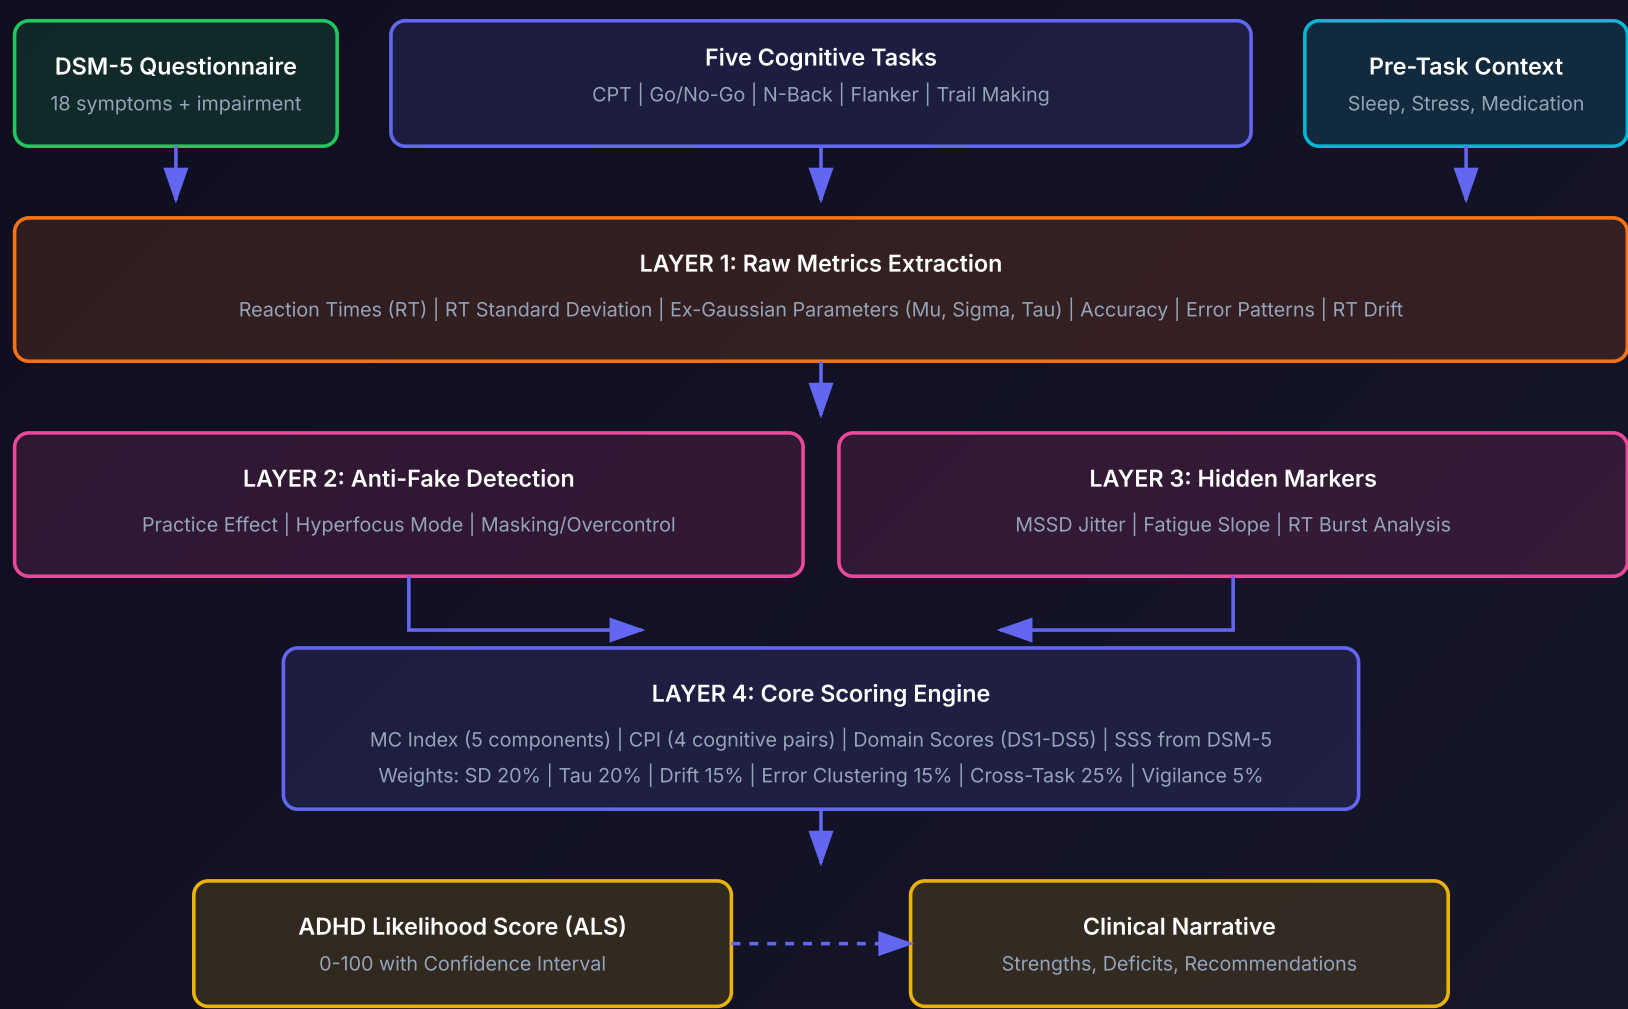 DSM-5 Questionnaire
18 symptoms + impairment
Five Cognitive Tasks
CPT | Go/No-Go | N-Back | Flanker | Trail Making
Pre-Task Context
Sleep, Stress, Medication
LAYER 1: Raw Metrics Extraction
Reaction Times (RT) | RT Standard Deviation | Ex-Gaussian Parameters (Mu, Sigma, Tau) | Accuracy | Error Patterns | RT Drift
LAYER 2: Anti-Fake Detection
Practice Effect | Hyperfocus Mode | Masking/Overcontrol
LAYER 3: Hidden Markers
MSSD Jitter | Fatigue Slope | RT Burst Analysis
LAYER 4: Core Scoring Engine
MC Index (5 components) | CPI (4 cognitive pairs) | Domain Scores (DS1-DS5) | SSS from DSM-5
Weights: SD 20% | Tau 20% | Drift 15% | Error Clustering 15% | Cross-Task 25% | Vigilance 5%
ADHD Likelihood Score (ALS)
0-100 with Confidence Interval
Clinical Narrative
Strengths, Deficits, Recommendations